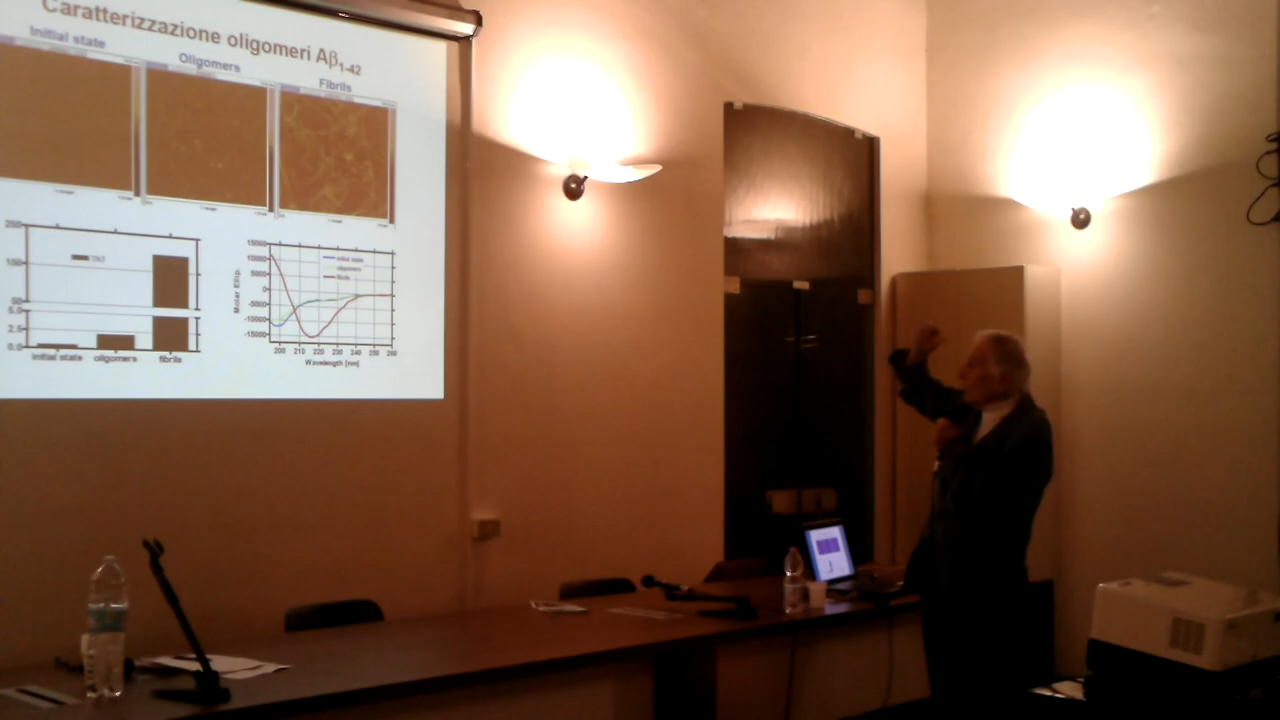 Caratterizzazione oligomeri Aβ1-42
Initial state
Oligomers
Fibrils
200
150
50
5.0
2.5
0.0
initial state
oligomers
fibrils
15000
10000
5000
0
-5000
-10000
-15000
Molar Ellip.
initial state
oligomers
fibrils
200 210 220 230 240 250 260
Wavelength [nm]